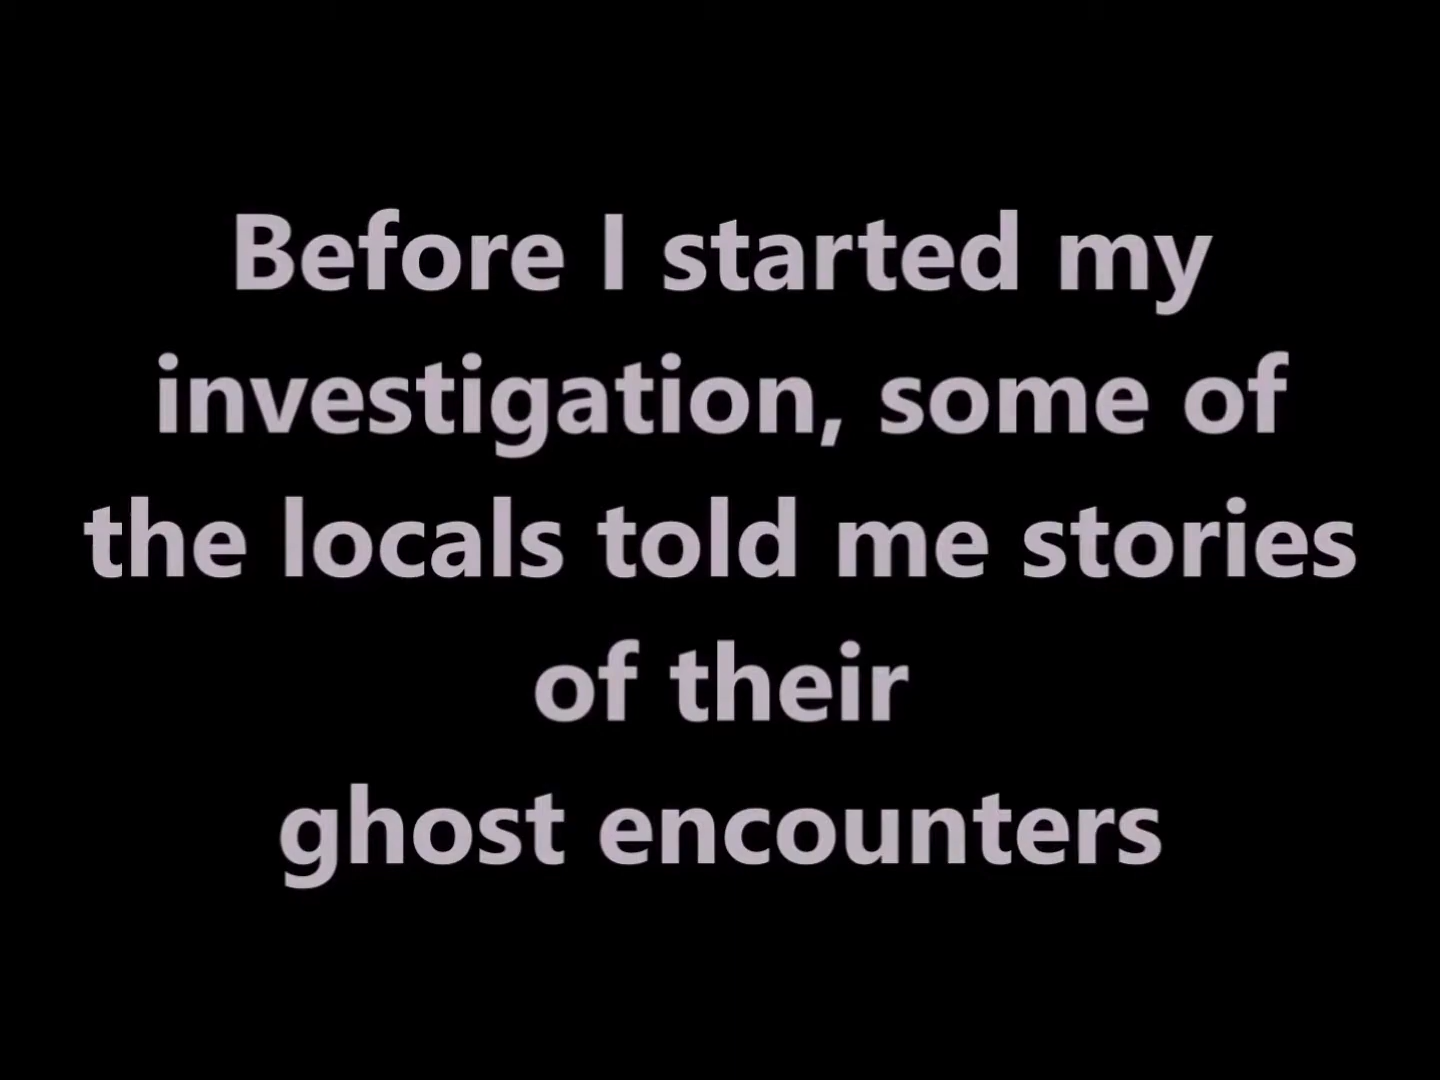 Before I started my
investigation, some of
the locals told me stories
of their
ghost encounters